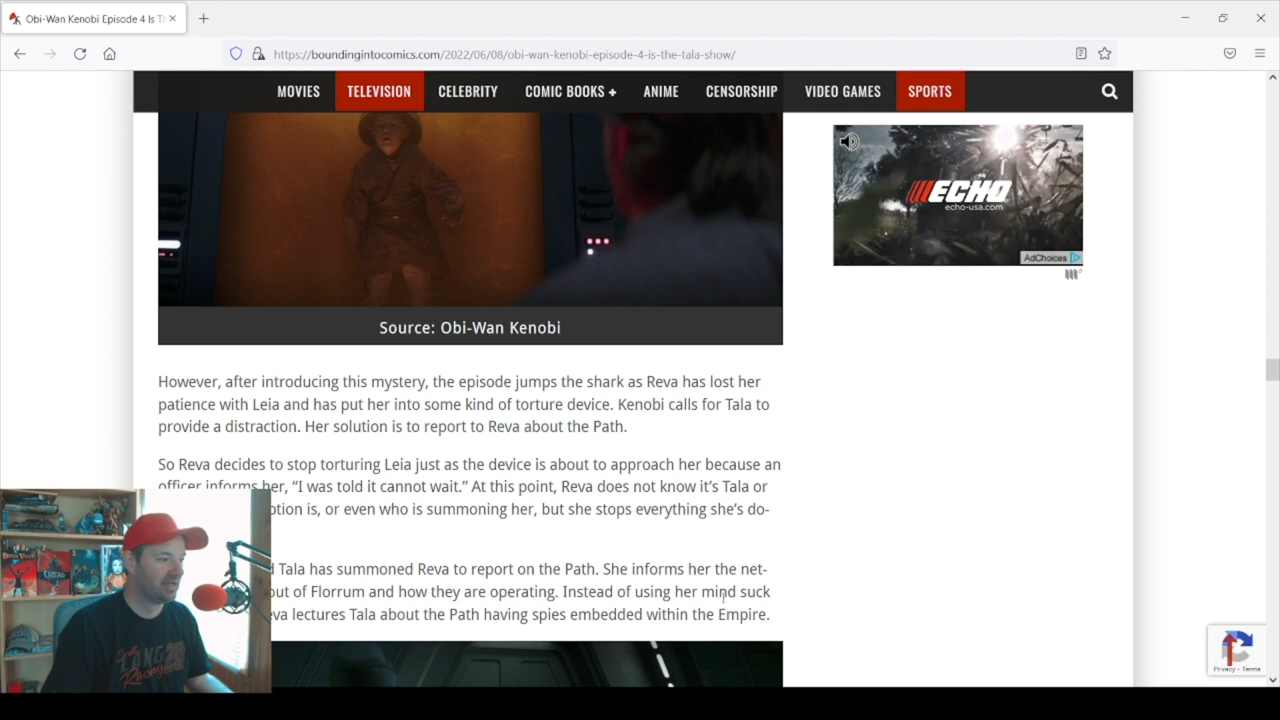 Obi-Wan Kenobi Episode 4 Is Th
https://boundingintocomics.com/2022/06/08/obi-wan-kenobi-episode-4-is-the-tala-show/
MOVIES TELEVISION CELEBRITY COMIC BOOKS + ANIME CENSORSHIP VIDEO GAMES SPORTS
ECHO
echo-usa.com
AdChoices
Source: Obi-Wan Kenobi
However, after introducing this mystery, the episode jumps the shark as Reva has lost her
patience with Leia and has put her into some kind of torture device. Kenobi calls for Tala to
provide a distraction. Her solution is to report to Reva about the Path.
So Reva decides to stop torturing Leia just as the device is about to approach her because an
officer informs her, “I was told it cannot wait.” At this point, Reva does not know it’s Tala or
ption is, or even who is summoning her, but she stops everything she’s do-
Tala has summoned Reva to report on the Path. She informs her the net-
out of Florrum and how they are operating. Instead of using her mind suck
eva lectures Tala about the Path having spies embedded within the Empire.
Privacy - Terms